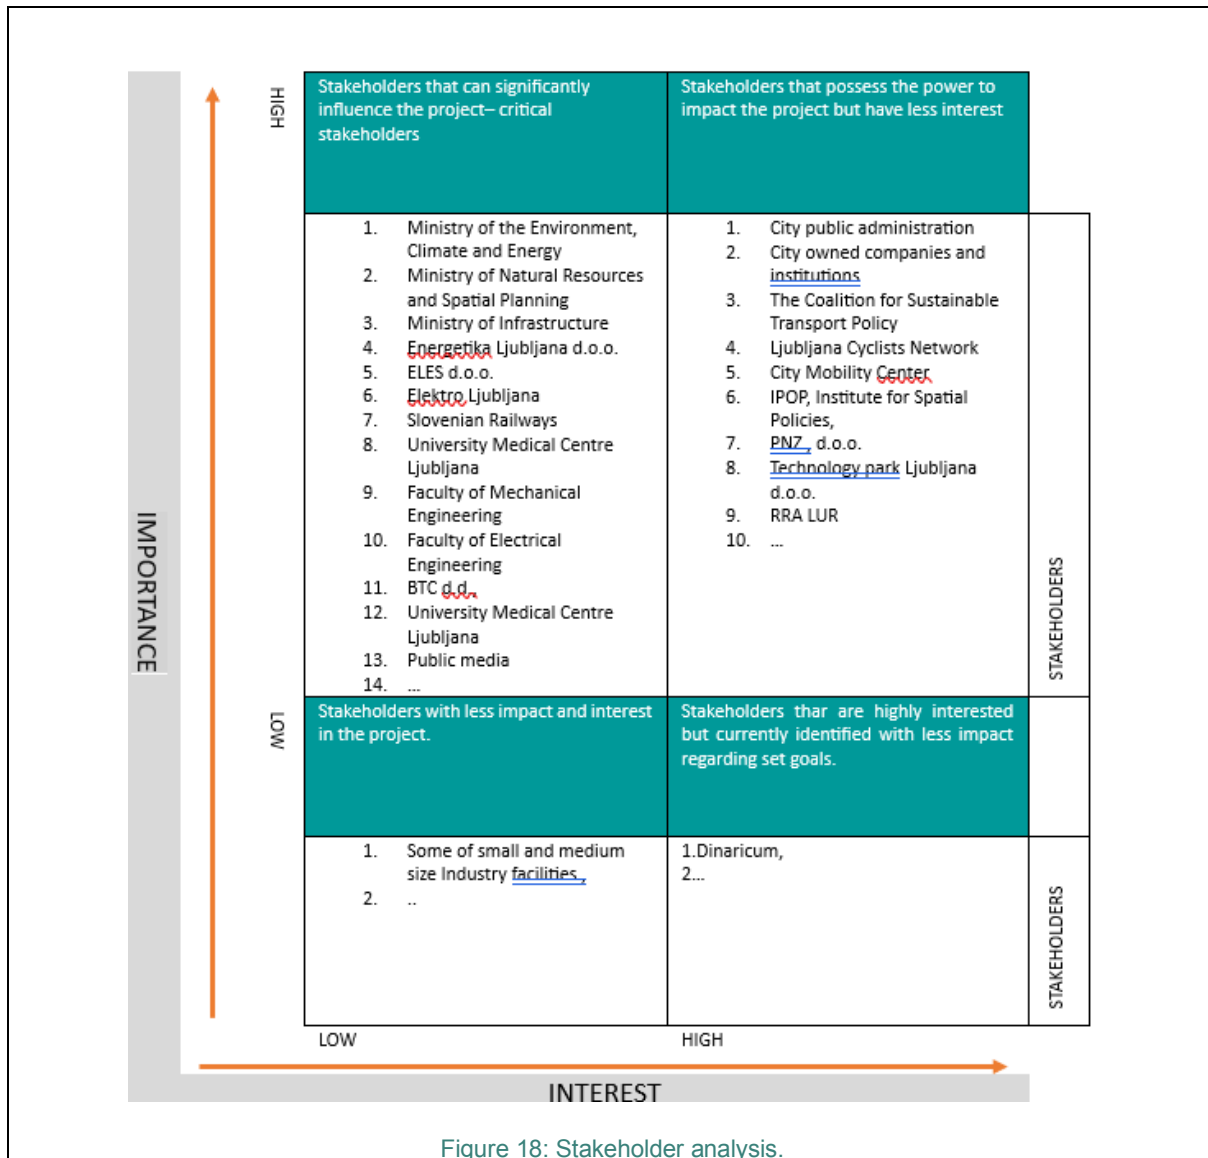 HIGH
Stakeholders that can significantly
influence the project– critical
stakeholders
Stakeholders that possess the power to
impact the project but have less interest
1. Ministry of the Environment,
Climate and Energy
2. Ministry of Natural Resources
and Spatial Planning
3. Ministry of Infrastructure
4. Energetika Ljubljana d.o.o.
5. ELES d.o.o.
6. Elektro Ljubljana
7. Slovenian Railways
8. University Medical Centre
Ljubljana
9. Faculty of Mechanical
Engineering
10. Faculty of Electrical
Engineering
11. BTC d.d.,
12. University Medical Centre
Ljubljana
13. Public media
14. ...
1. City public administration
2. City owned companies and
institutions
3. The Coalition for Sustainable
Transport Policy
4. Ljubljana Cyclists Network
5. City Mobility Center
6. IPOP, Institute for Spatial
Policies,
7. PNZ , d.o.o.
8. Technology park Ljubljana
d.o.o.
9. RRA LUR
10. ...
STAKEHOLDERS
IMPORTANCE
LOW
Stakeholders with less impact and interest
in the project.
Stakeholders thar are highly interested
but currently identified with less impact
regarding set goals.
1. Some of small and medium
size Industry facilities ,
2. ..
1.Dinaricum,
2...
STAKEHOLDERS
LOW
HIGH
INTEREST
Figure 18: Stakeholder analysis.